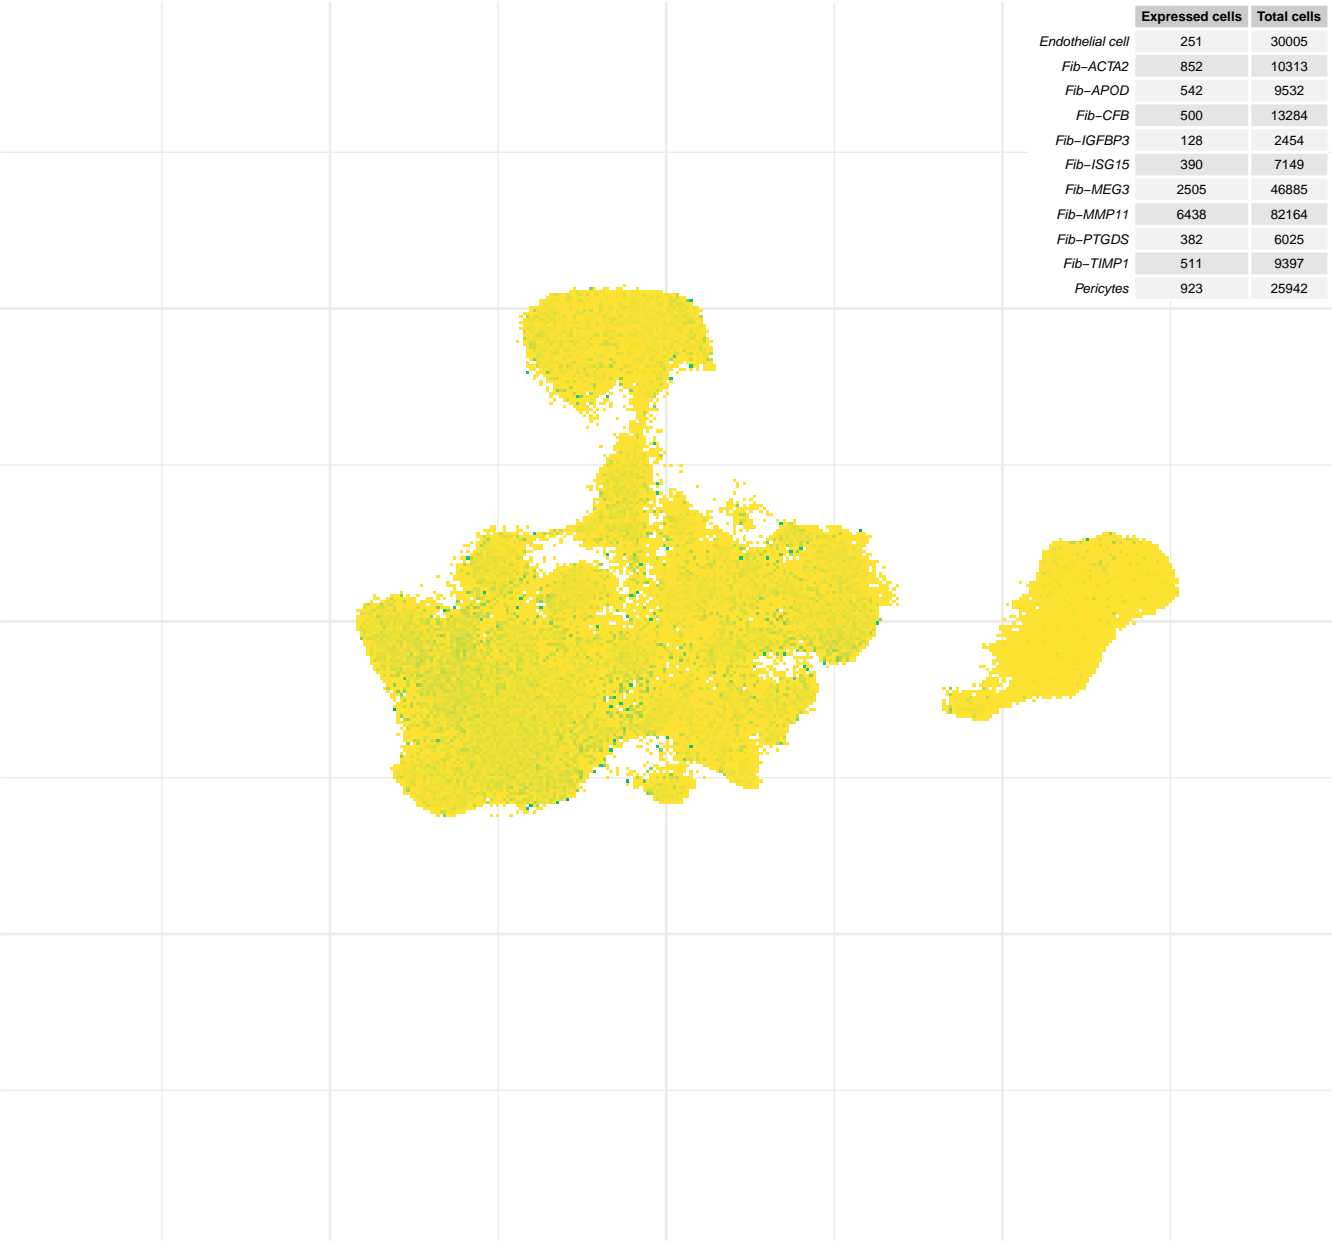 Expressed cells Total cells
Endothelial cell 251 30005
Fib−ACTA2 852 10313
Fib−APOD 542 9532
Fib−CFB 500 13284
Fib−IGFBP3 128 2454
Fib−ISG15 390 7149
Fib−MEG3 2505 46885
Fib−MMP11 6438 82164
Fib−PTGDS 382 6025
Fib−TIMP1 511 9397
Pericytes 923 25942